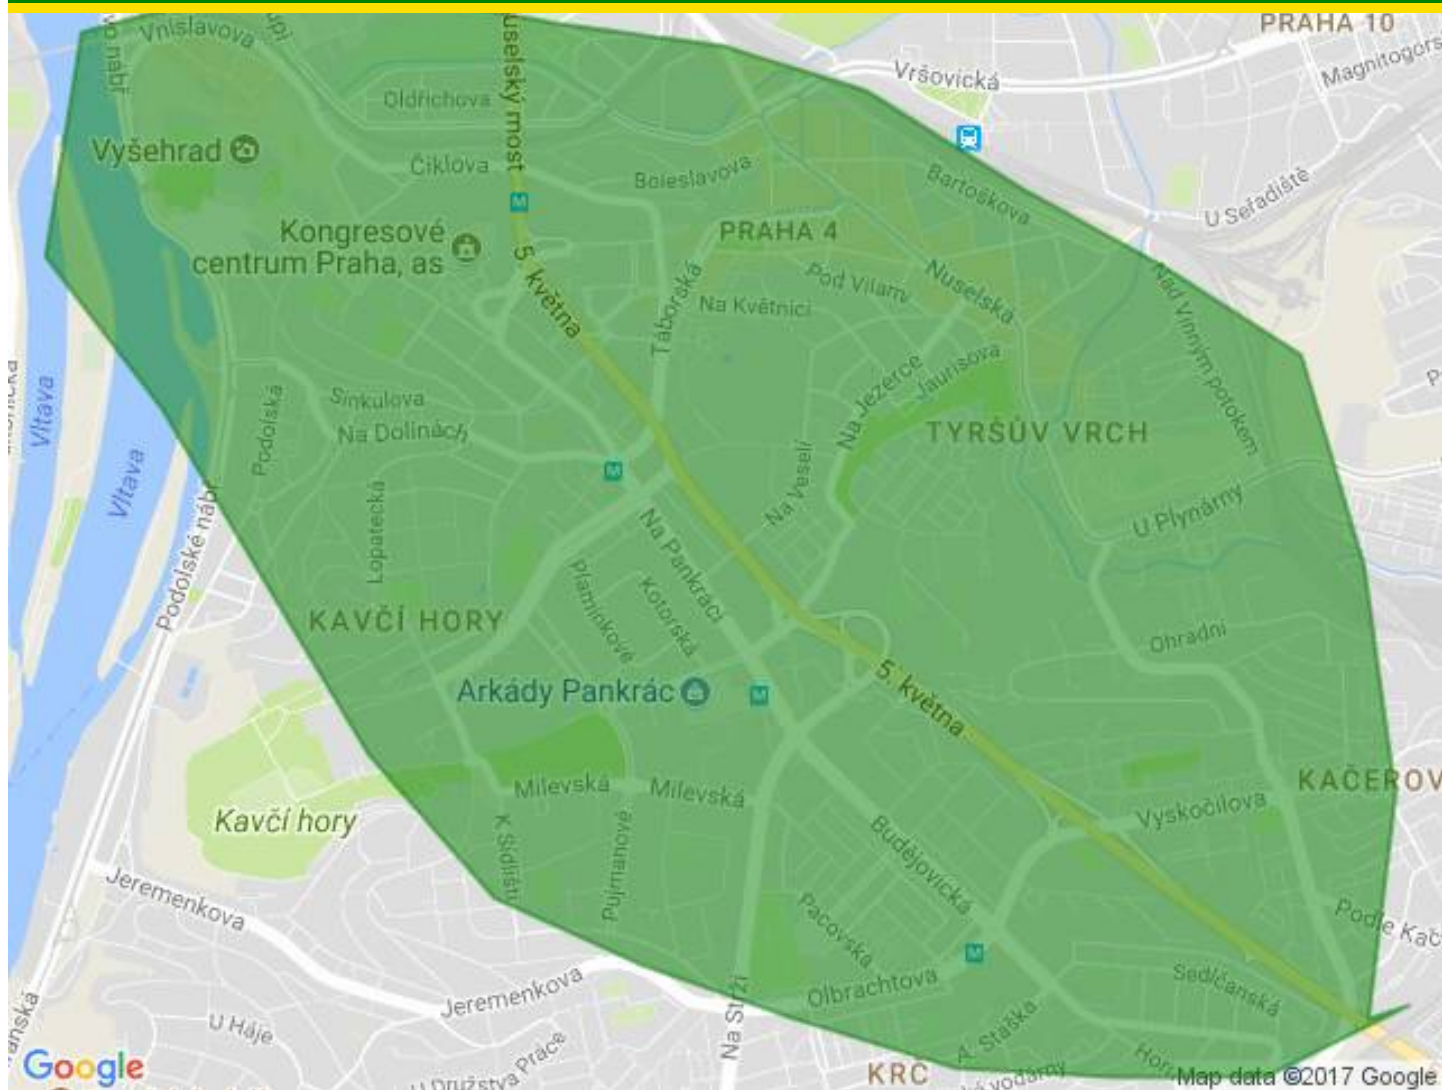 PRAHA 10
Vnislavova
Magnitogors
Vršovická
Oldřichova
uselský most
Vyšehrad
Čiklova
Boleslavova
Bartoškova
U Seřadiště
M
Kongresové
centrum Praha, as
PRAHA 4
5. května
Táborská
Pod Vilami
Nuselská
Na Květnici
Nad Vinným potokem
Na Jezerce
Jaurisova
Vltava
Podolská
Sinkulova
Na Dolinách
TYRŠŮV VRCH
M
Vltava
Lopatecká
Na Veselí
U Plynárny
Podolské nábř
Na Pankráci
Plamínkové
Kotorská
KAVČÍ HORY
Ohradní
Arkády Pankrác
M
5. května
Milevská
Milevská
KAČEROV
Vyskočilova
Kavčí hory
K Sídlišti
Pujmanové
Budějovická
Jeremenkova
Pacovská
Podle Kač
M
Jeremenkova
Olbrachtova
Sedlčanská
Na Strži
U Háje
A. Staška
U Družstva Práce
KRČ
Google
Map data ©2017 Google